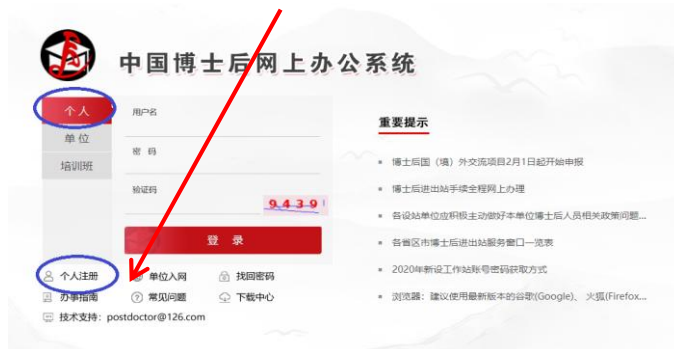 中国博士后网上办公系统
个人
单位
培训班
用户名
密 码
验证码
9439
登 录
个人注册
单位入网
找回密码
办事指南
常见问题
下载中心
技术支持：postdoctor@126.com
重要提示
博士后国（境）外交流项目2月1日起开始申报
博士后进出站手续全程网上办理
各设站单位应积极主动做好本单位博士后人员相关政策问题...
各省区市博士后进出站服务窗口一览表
2020年新设工作站账号密码获取方式
浏览器：建议使用最新版本的谷歌(Google)、火狐(Firefox...